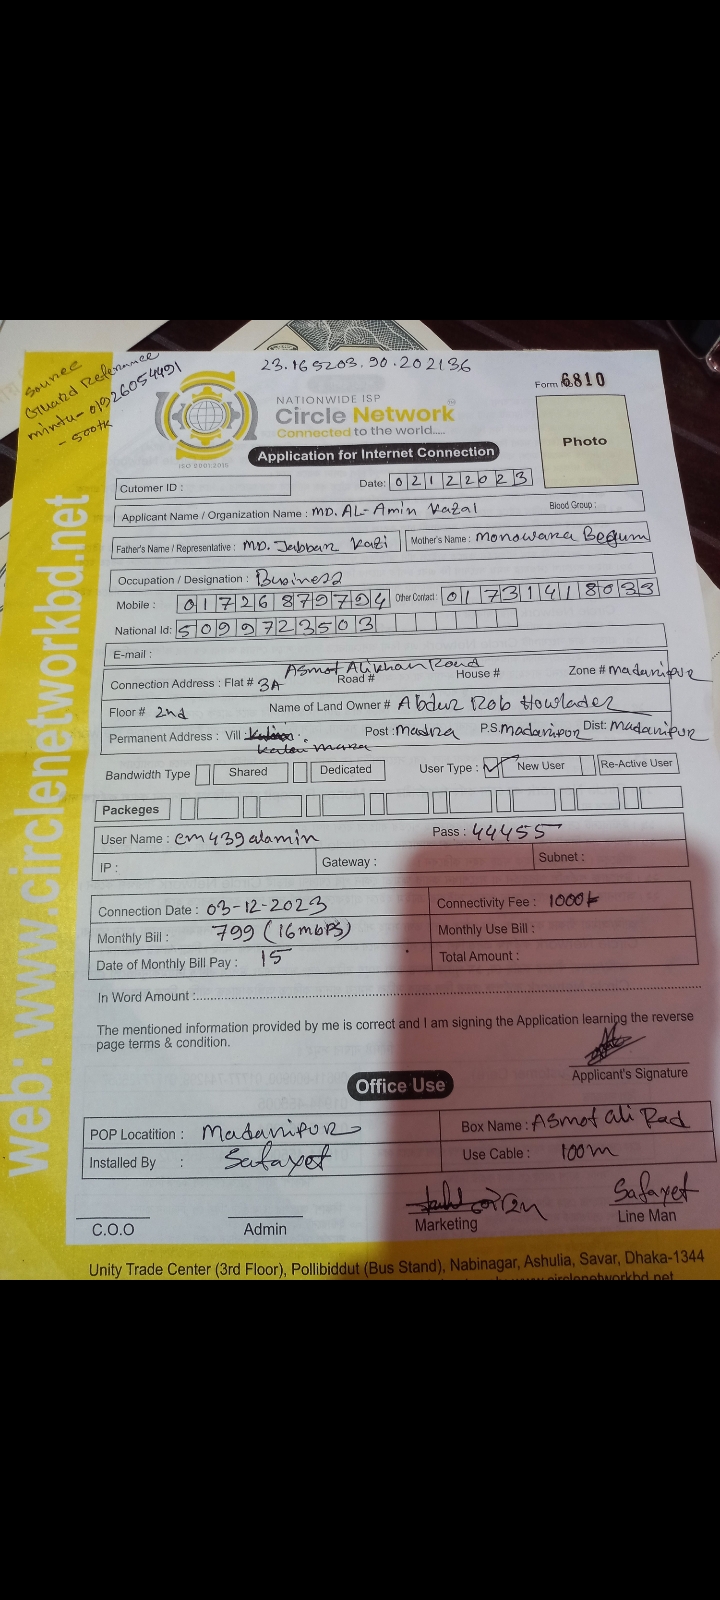 23.169203.90.202136
Source
Guard Referance
mintu-01926054491
- 500tk
Form 6810
NATIONWIDE ISP
Circle Network
Connected to the world.....
ISO 9001:2015
Application for Internet Connection
Photo
Cutomer ID :
Date: 02122023
Applicant Name / Organization Name : MD. AL-Amin Kazal
Blood Group :
Father's Name / Representative : MD. Jabbar Kazi
Mother's Name : Monowara Begum
Occupation / Designation : Business
Mobile : 01726879794 Other Contact : 01731418033
National Id: 5099723503
E-mail :
Asmot Alikhan Road
Connection Address : Flat # 3A Road # House # Zone # Madaripur
Floor # 2nd Name of Land Owner # Abdur Rob Howlader
Permanent Address : Vill Post : Madra P.S. Madaripur Dist: Madaripur
Bandwidth Type Shared Dedicated User Type : ✓ New User Re-Active User
Packeges
User Name : cm439alamin Pass : 44455
IP : Gateway : Subnet :
Connection Date : 03-12-2023 Connectivity Fee : 1000tk
Monthly Bill : 799 (16mbps) Monthly Use Bill :
Date of Monthly Bill Pay : 15 Total Amount :
In Word Amount :
The mentioned information provided by me is correct and I am signing the Application learning the reverse
page terms & condition.
Applicant's Signature
Office Use
POP Locatition : Madaripur Box Name : Asmot ali Rad
Installed By : Safayet Use Cable : 100m
Safayet
C.O.O Admin Marketing Line Man
Unity Trade Center (3rd Floor), Pollibiddut (Bus Stand), Nabinagar, Ashulia, Savar, Dhaka-1344
www.circlenetworkbd.net
web: www.circlenetworkbd.net